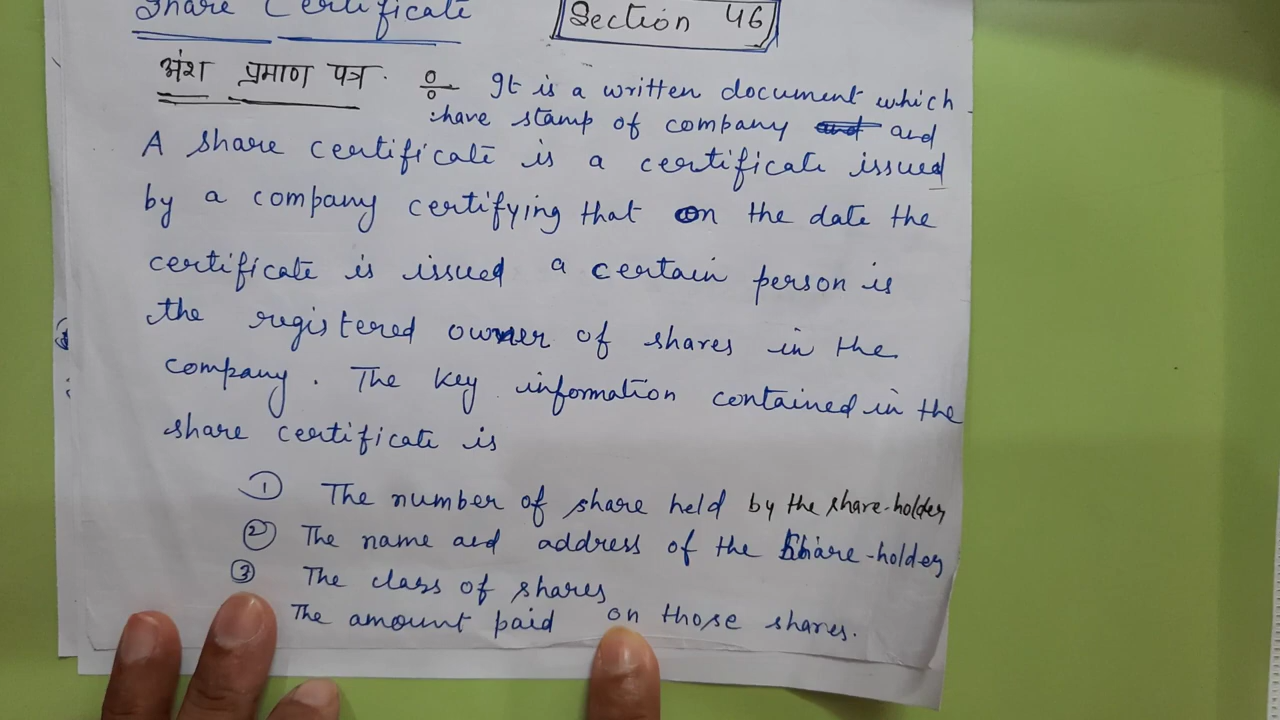 Share Certificate
Section 46
अंश प्रमाण पत्र. ÷ It is a written document which
have stamp of company and
A share certificate is a certificate issued
by a company certifying that on the date the
certificate is issued a certain person is
the registered owner of shares in the
company. The key information contained in the
share certificate is
① The number of share held by the share-holder
② The name and address of the Share-holder
③ The class of shares
The amount paid on those shares.